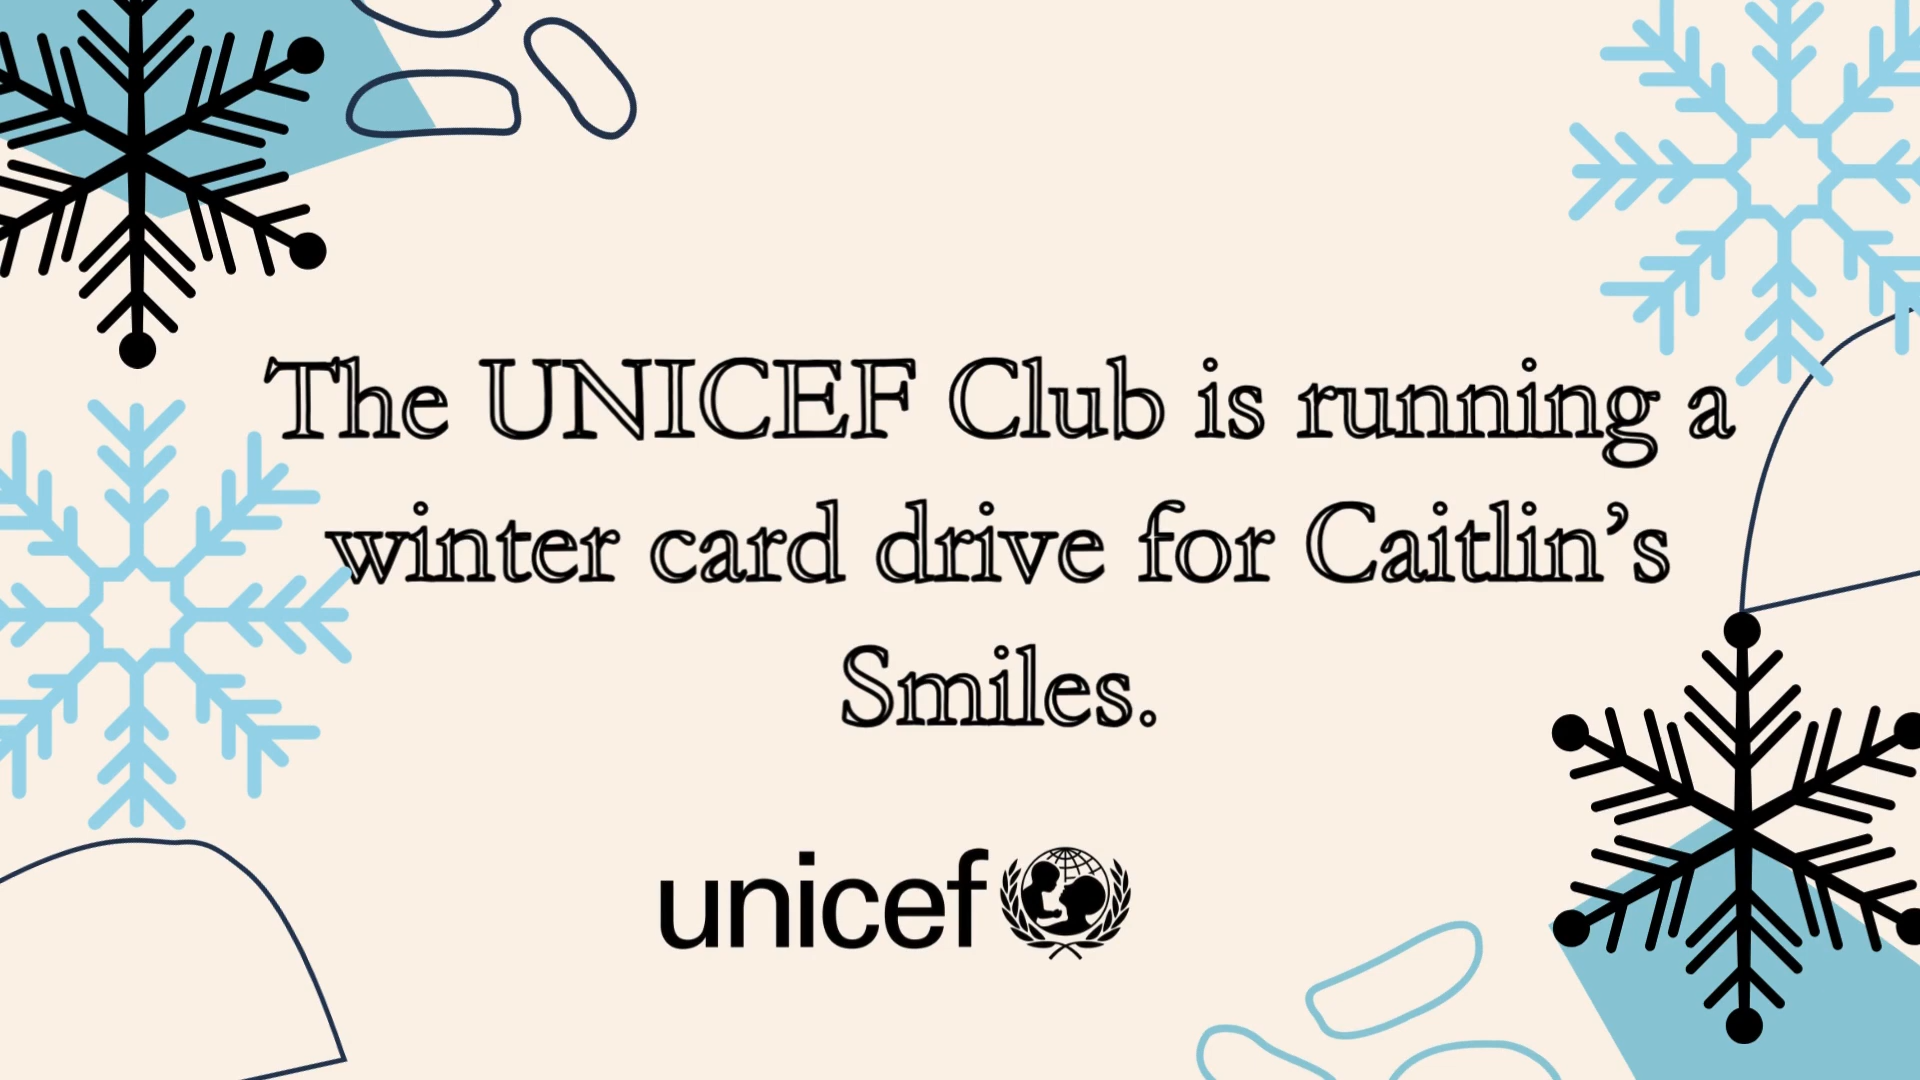 The UNICEF Club is running a
winter card drive for Caitlin’s
Smiles.
unicef